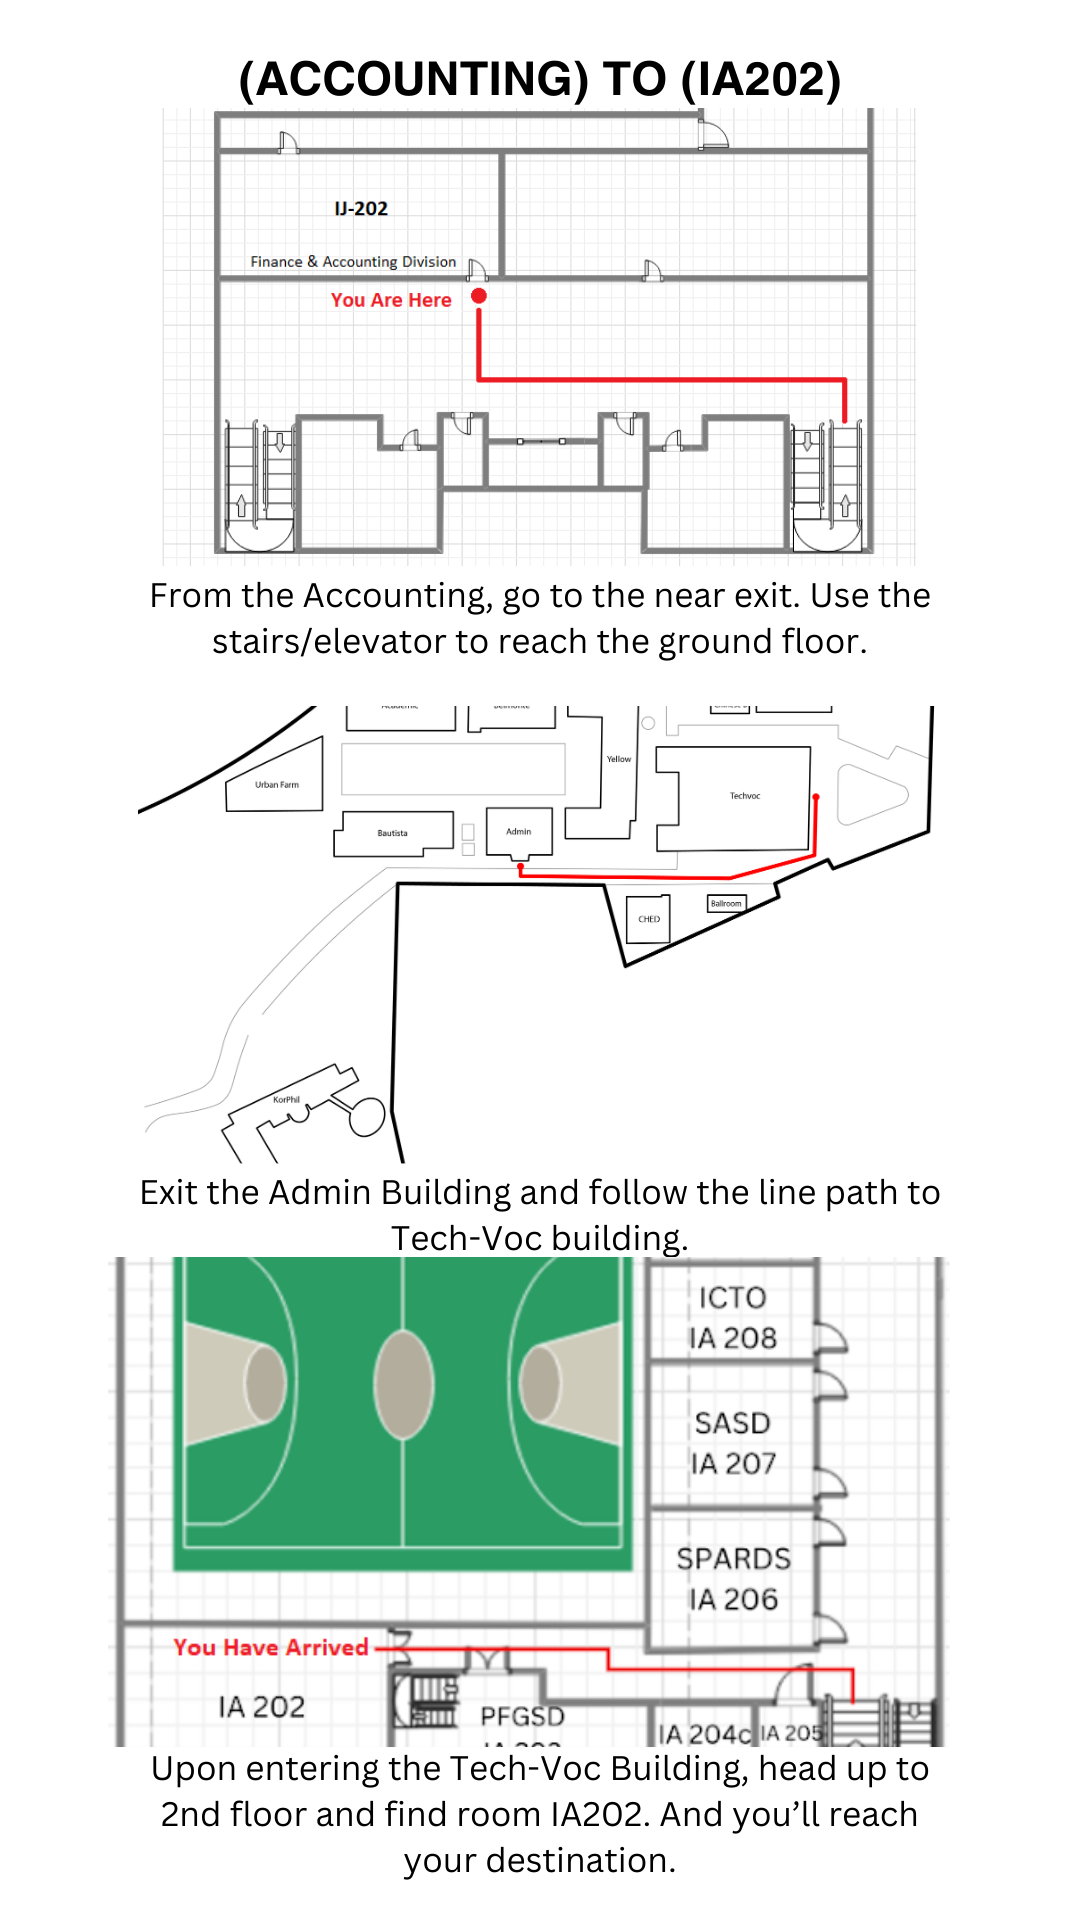 (ACCOUNTING) TO (IA202)
IJ-202
Finance & Accounting Division
You Are Here
From the Accounting, go to the near exit. Use the
stairs/elevator to reach the ground floor.
Academic
Belmonte
Yellow
Urban Farm
Techvoc
Bautista
Admin
CHED
Ballroom
KorPhil
Exit the Admin Building and follow the line path to
Tech-Voc building.
ICTO
IA 208
SASD
IA 207
SPARDS
IA 206
You Have Arrived
IA 202
PFGSD
IA 204c
IA 205
Upon entering the Tech-Voc Building, head up to
2nd floor and find room IA202. And you’ll reach
your destination.